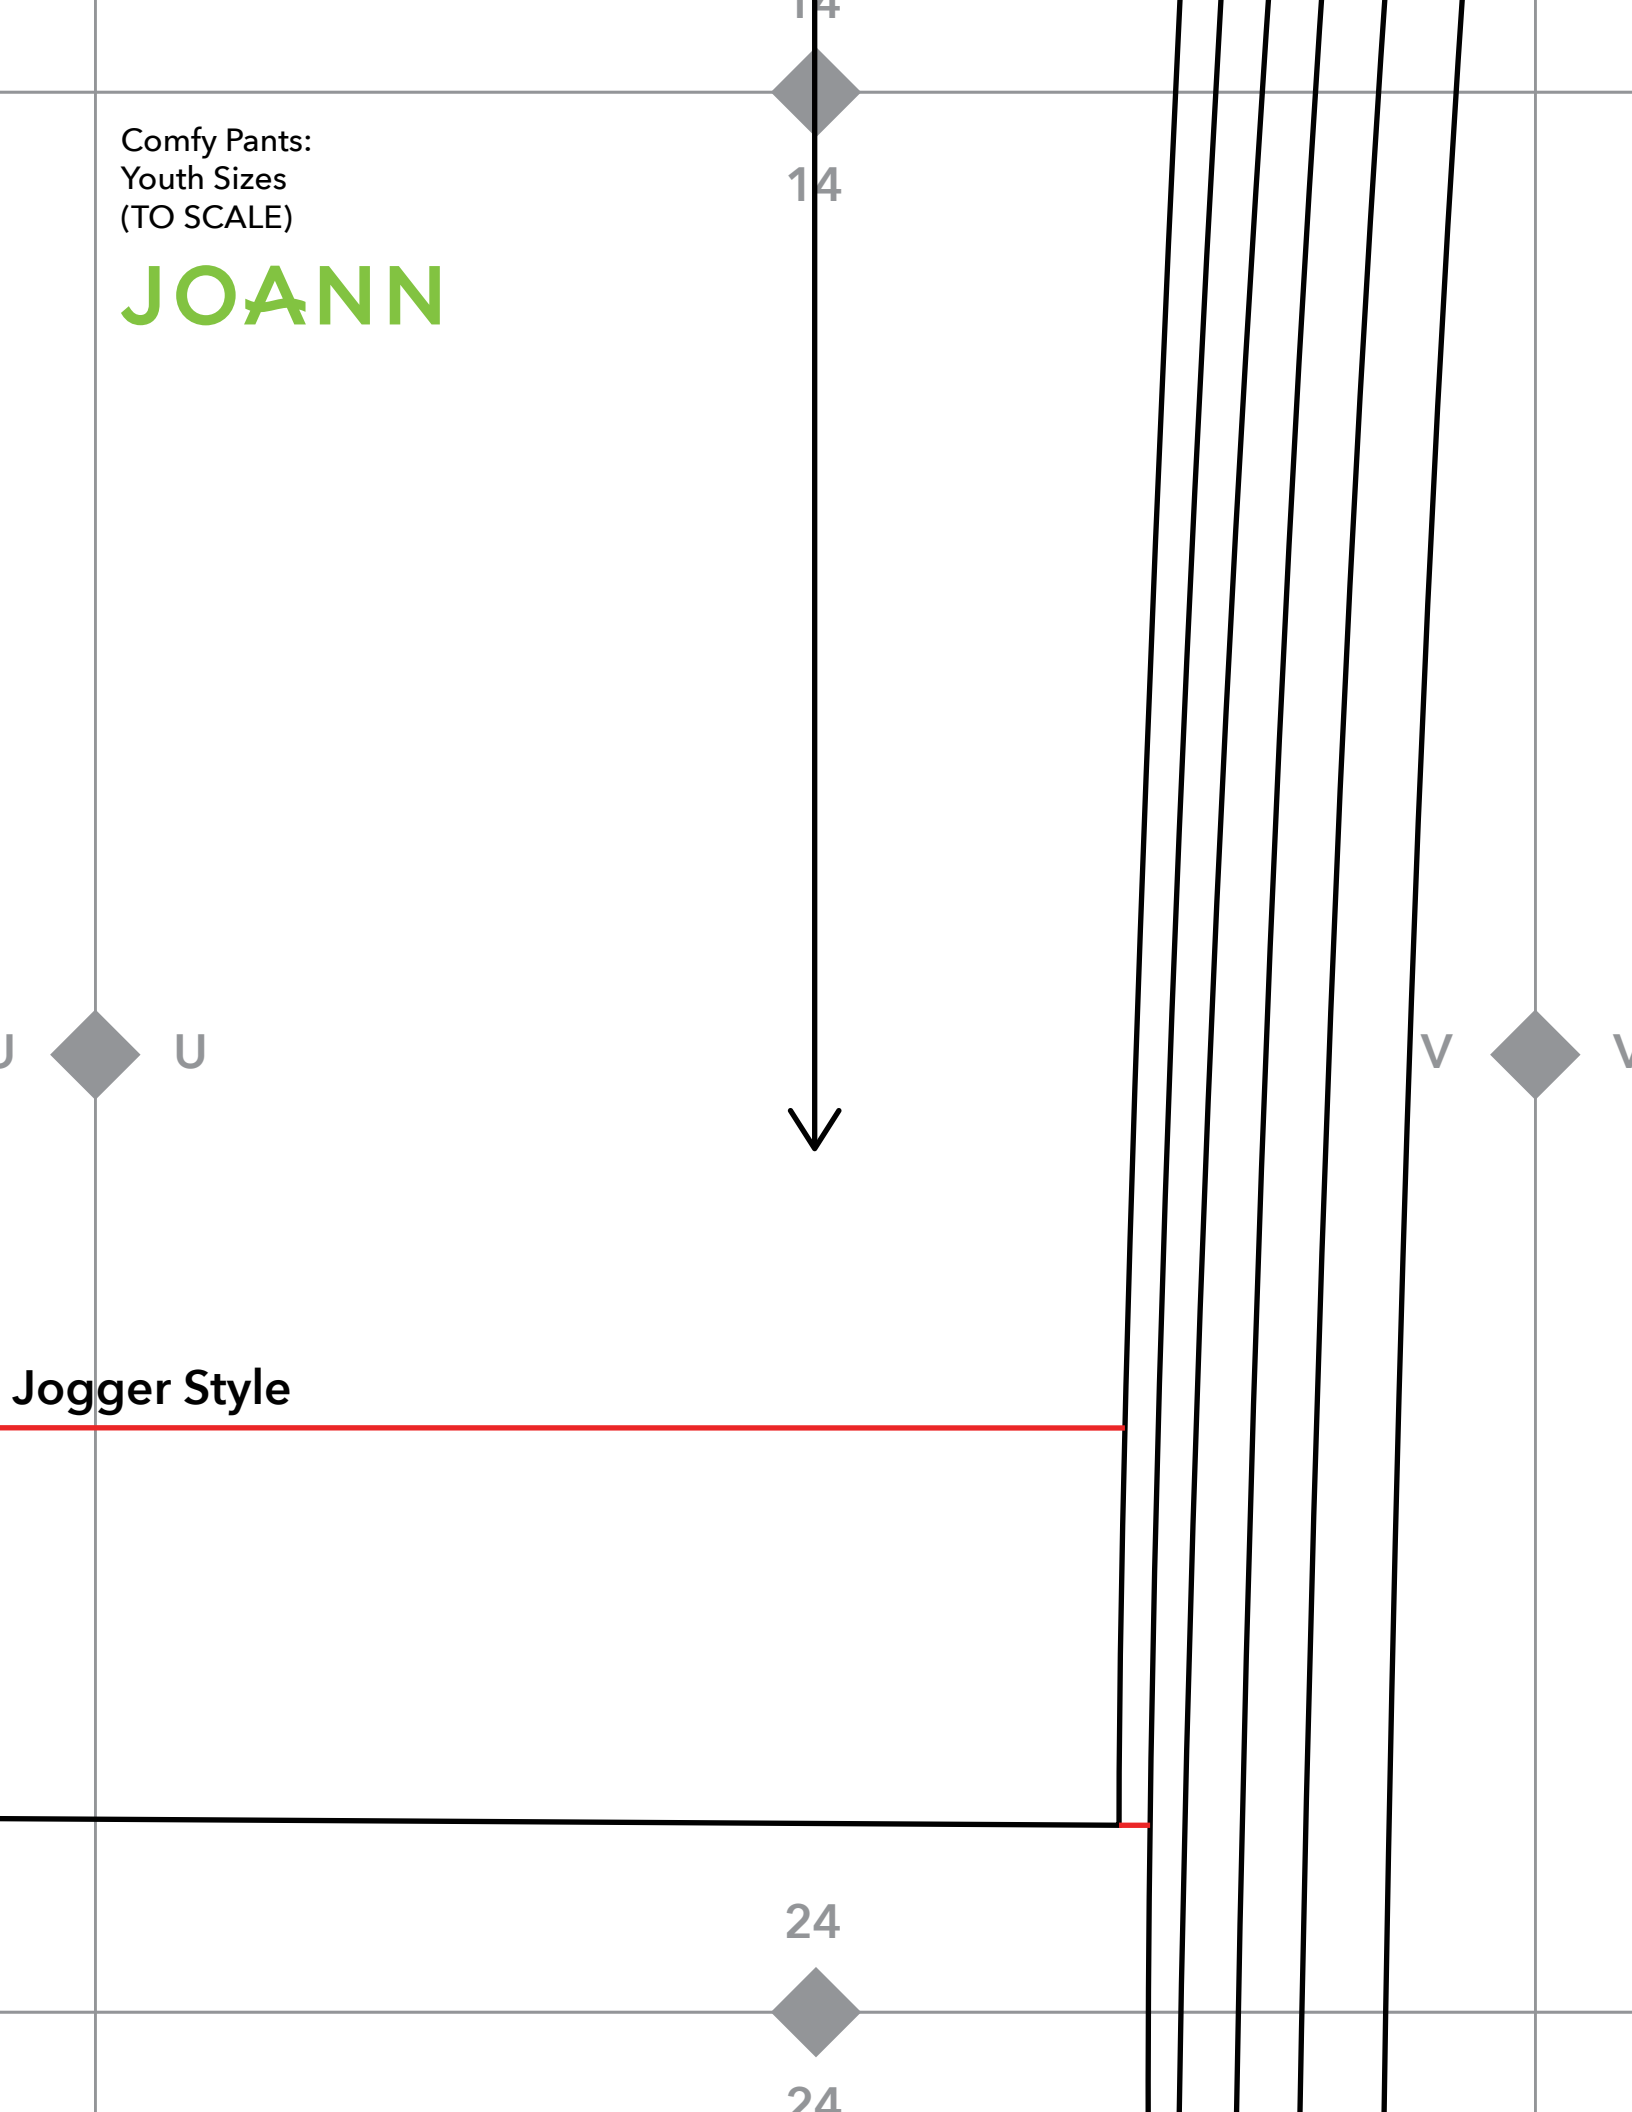 14
Comfy Pants:
Youth Sizes
(TO SCALE)
14
JOANN
U U V V
Jogger Style
24
24